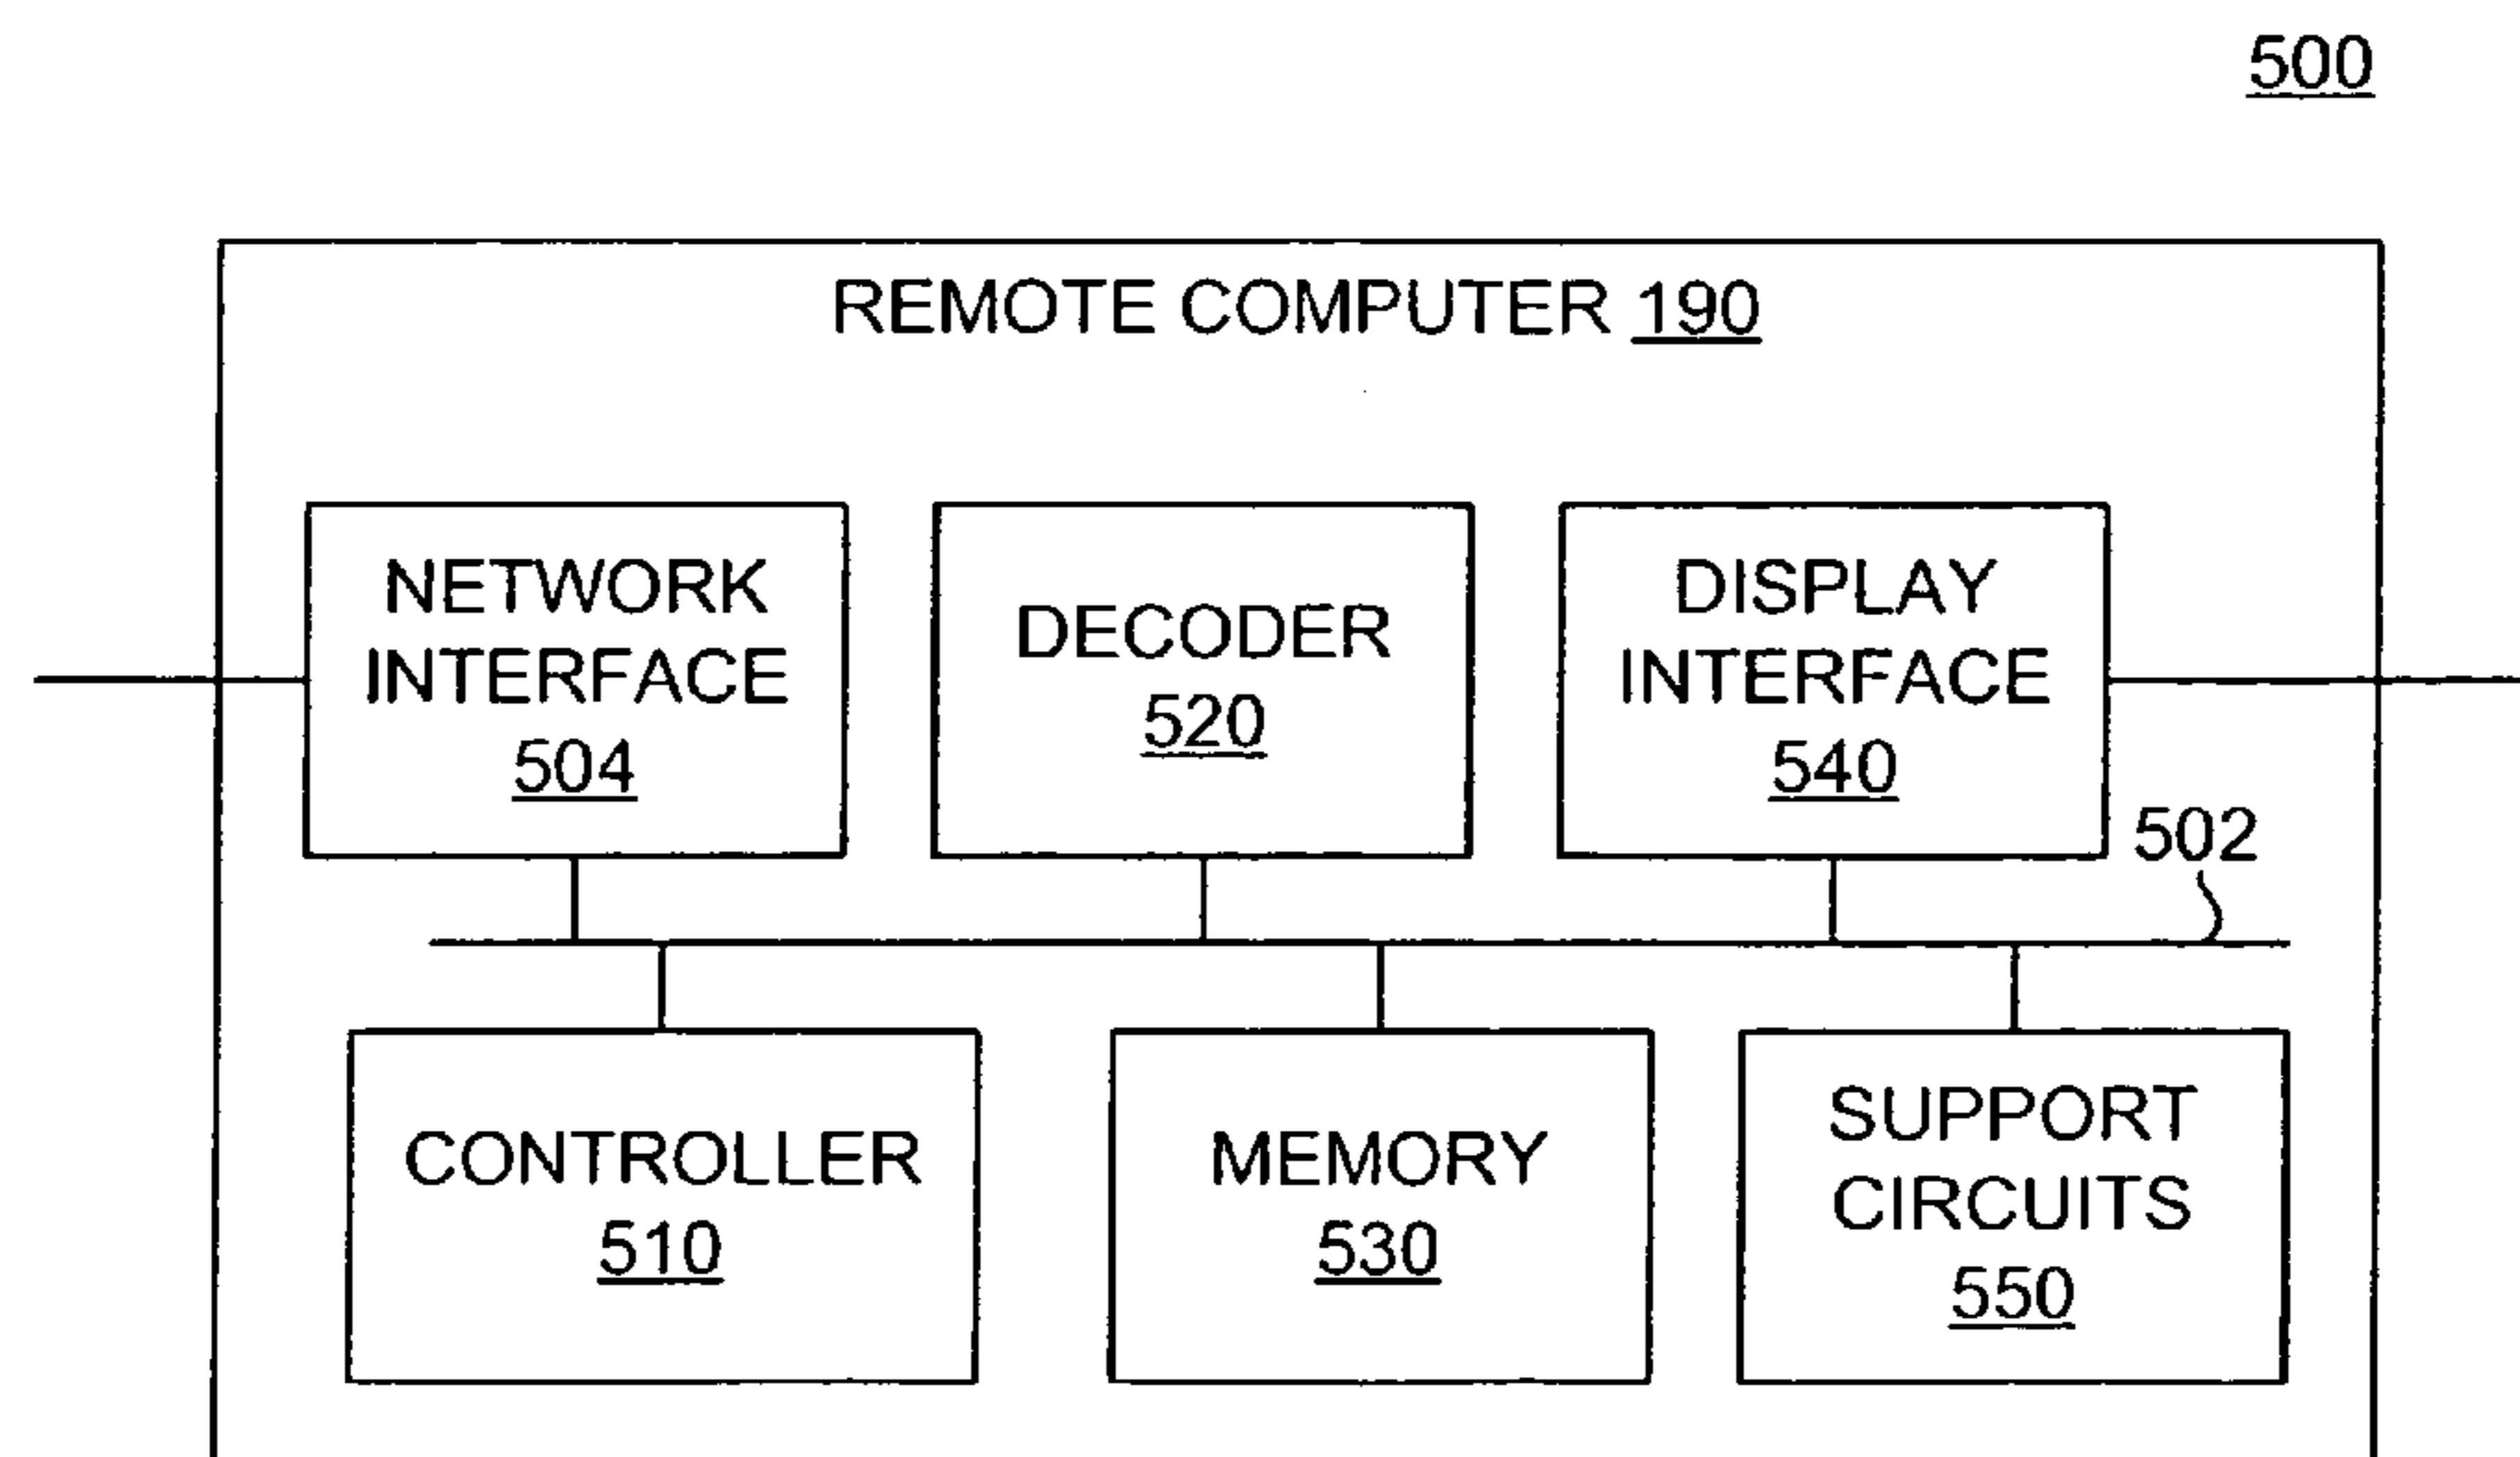 500
REMOTE COMPUTER 190
NETWORK
INTERFACE
504
DECODER
520
DISPLAY
INTERFACE
540
502
CONTROLLER
510
MEMORY
530
SUPPORT
CIRCUITS
550